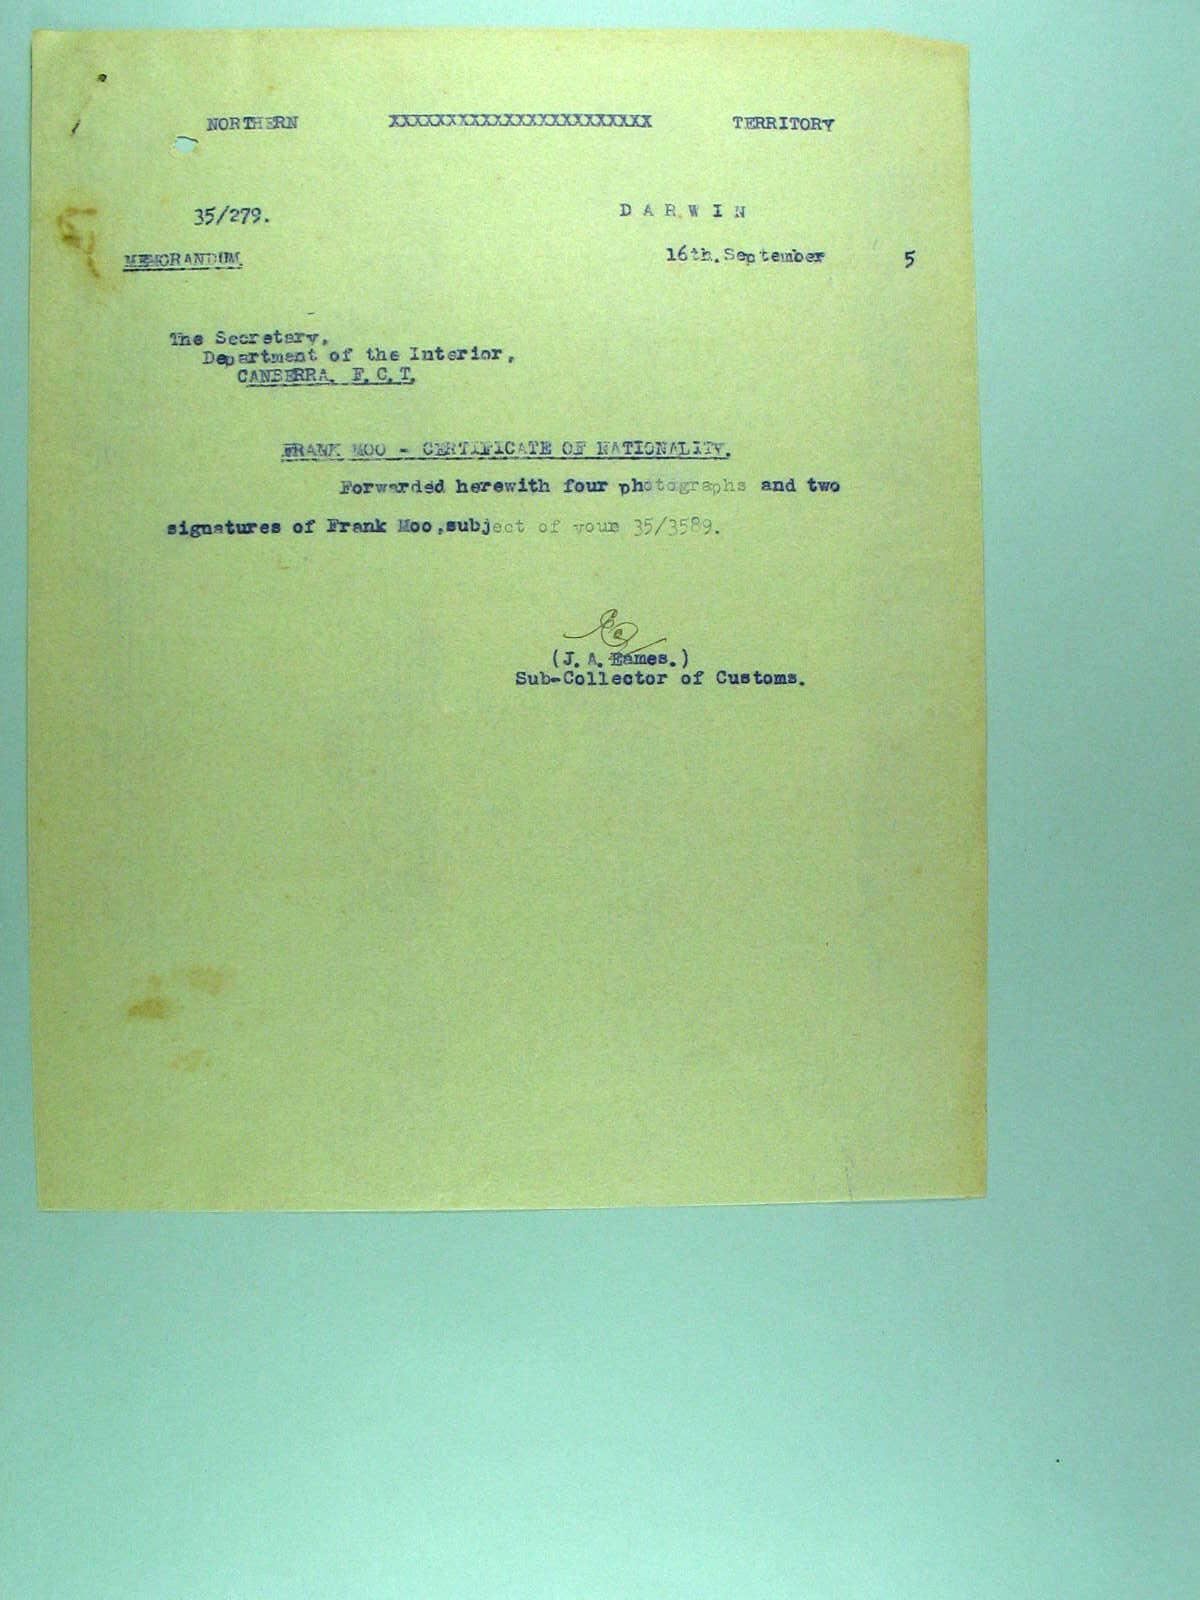 NORTHERN XXXXXXXXXXXXXXXXXXXXXXX TERRITORY
35/279. DARWIN
MEMORANDUM. 16th.September 5
The Secretary,
Department of the Interior,
CANBERRA. F.C.T.
FRANK MOO - CERTIFICATE OF NATIONALITY.
Forwarded herewith four photographs and two
signatures of Frank Moo,subject of yours 35/3589.
(J. A. Eames.)
Sub-Collector of Customs.